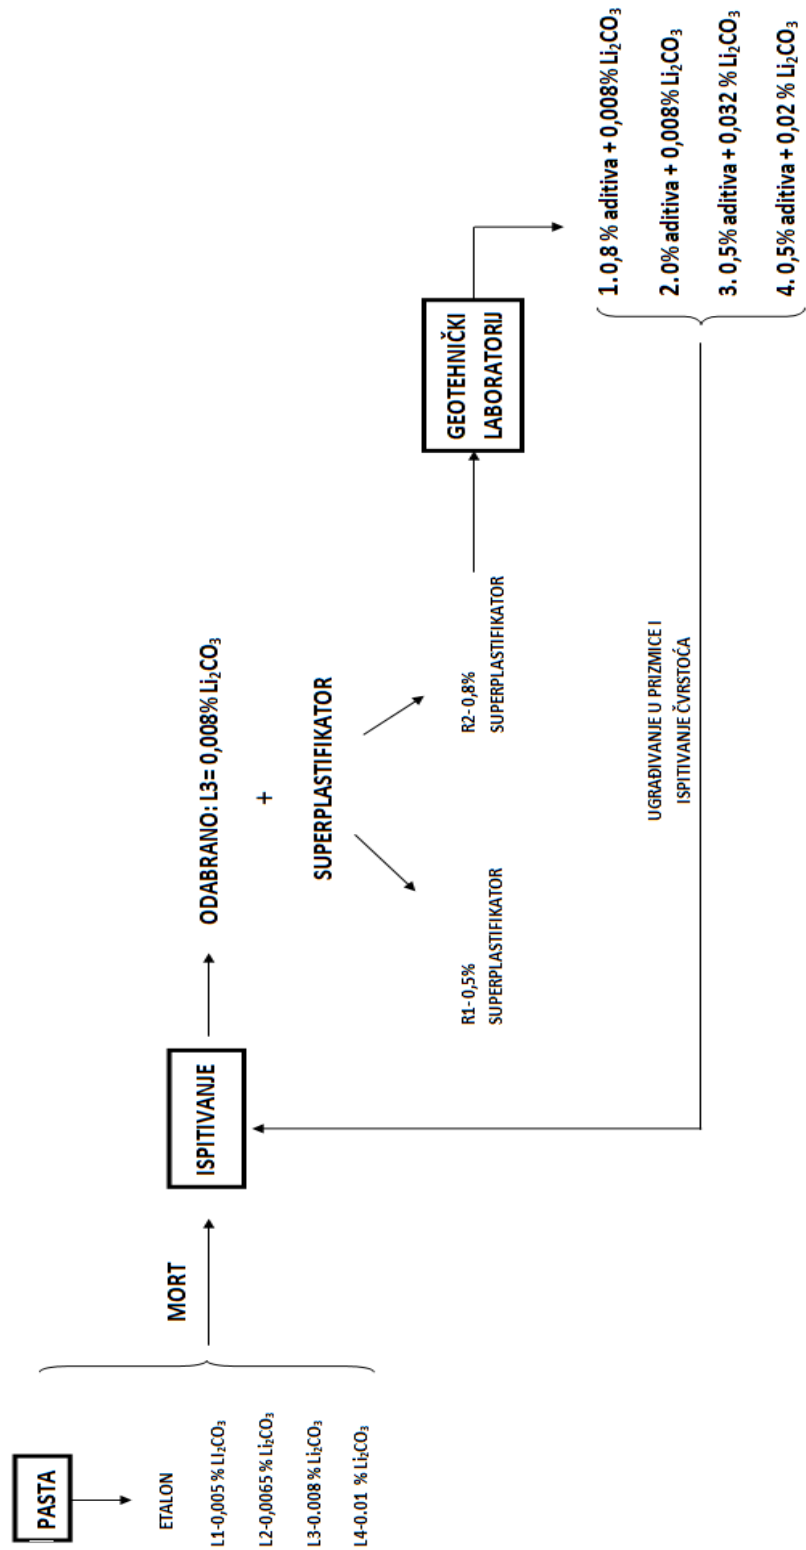 PASTA
ETALON
L1-0,005 % Li₂CO₃
L2-0,0065 % Li₂CO₃
L3-0.008 % Li₂CO₃
L4-0.01 % Li₂CO₃
MORT
ISPITIVANJE
ODABRANO: L3= 0,008% Li₂CO₃
+
SUPERPLASTIFIKATOR
R1-0,5%
SUPERPLASTIFIKATOR
R2-0,8%
SUPERPLASTIFIKATOR
GEOTEHNIČKI
LABORATORIJ
1. 0,8 % aditiva + 0,008% Li₂CO₃
2. 0% aditiva + 0,008% Li₂CO₃
3. 0,5% aditiva + 0,032 % Li₂CO₃
4. 0,5% aditiva + 0,02 % Li₂CO₃
UGRAĐIVANJE U PRIZMICE I
ISPITIVANJE ČVRSTOĆA